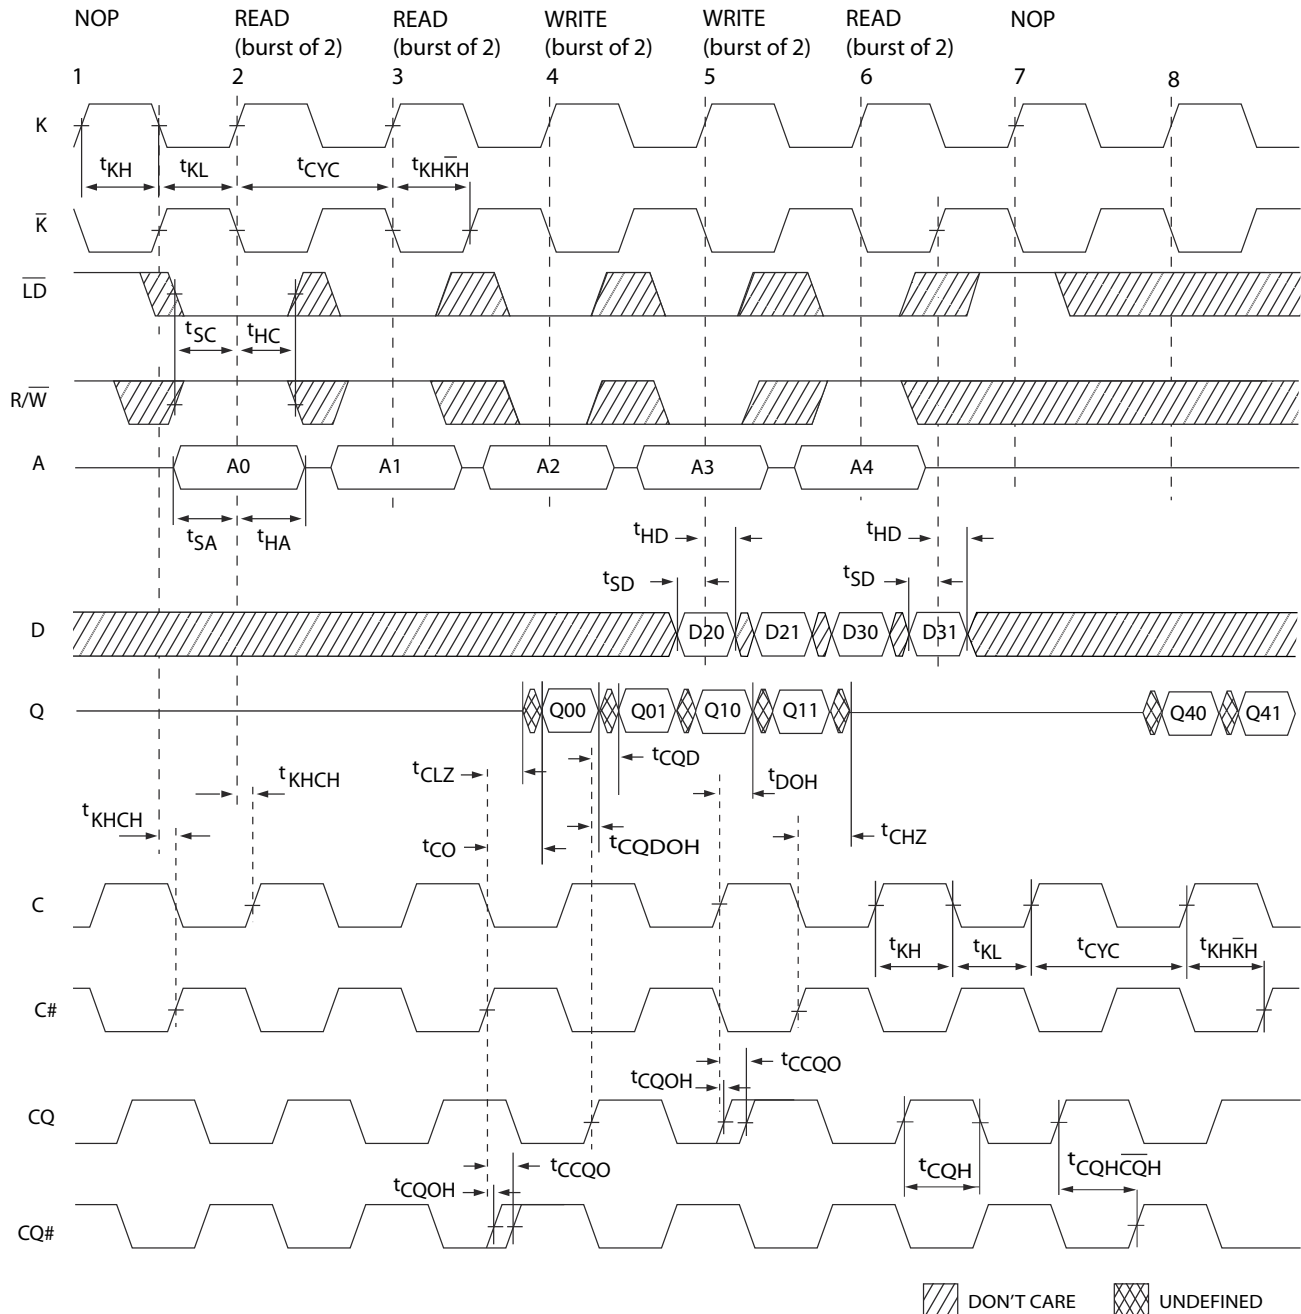 NOP READ READ WRITE WRITE READ NOP
(burst of 2) (burst of 2) (burst of 2) (burst of 2) (burst of 2)
1 2 3 4 5 6 7 8
K
tKH tKL tCYC tKHK̅H
K̅
L̅D̅
tSC tHC
R/W̅
A A0 A1 A2 A3 A4
tSA tHA tHD tHD
tSD tSD
D D20 D21 D30 D31
Q Q00 Q01 Q10 Q11 Q40 Q41
tKHCH tCLZ tCQD tDOH
tKHCH tCO tCQDOH tCHZ
C
tKH tKL tCYC tKHK̅H
C#
tCQOH tCCQO
CQ
tCQOH tCCQO tCQH tCQHC̅Q̅H
CQ#
DON'T CARE UNDEFINED